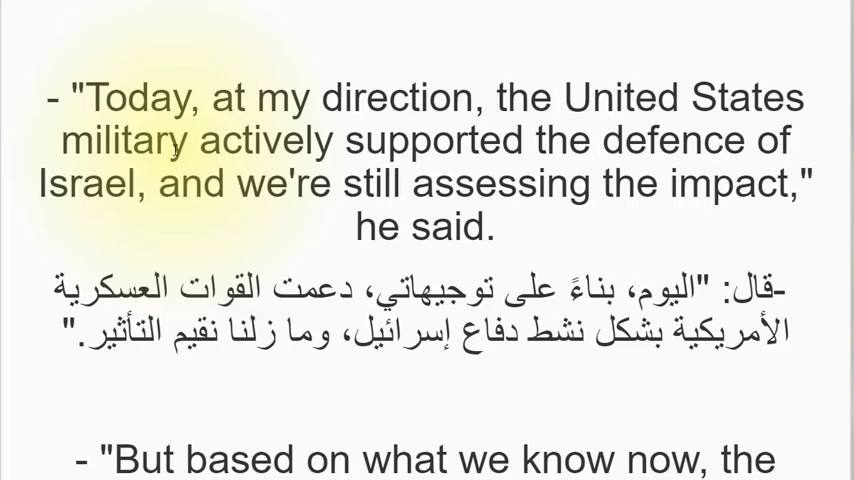 - "Today, at my direction, the United States
military actively supported the defence of
Israel, and we're still assessing the impact,"
he said.
-قال: "اليوم، بناءً على توجيهاتي، دعمت القوات العسكرية
الأمريكية بشكل نشط دفاع إسرائيل، وما زلنا نقيم التأثير."
- "But based on what we know now, the